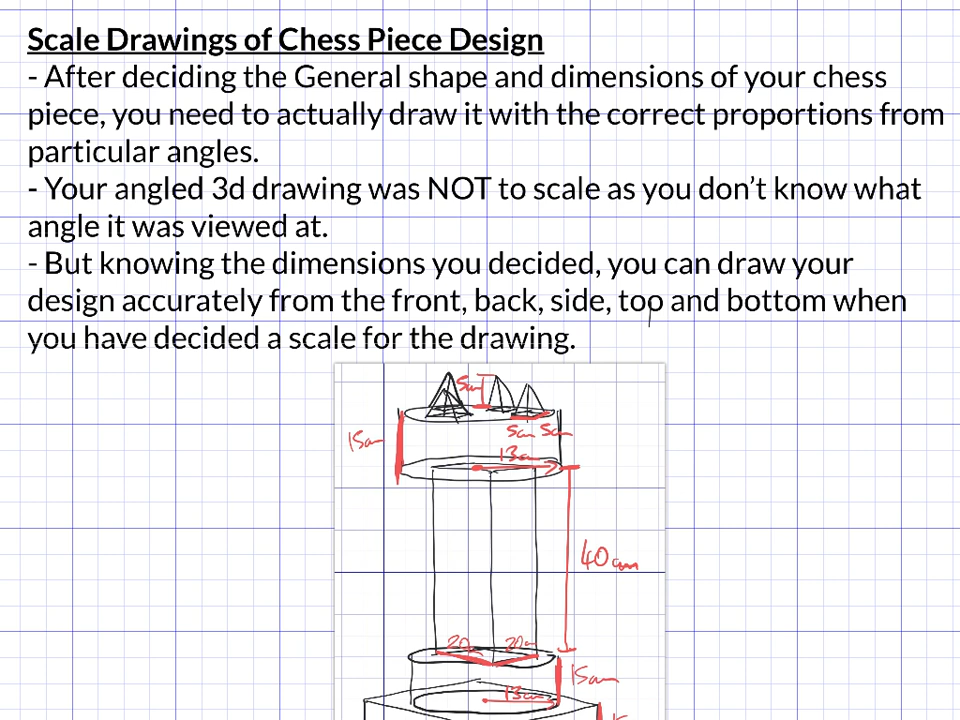 Scale Drawings of Chess Piece Design
- After deciding the General shape and dimensions of your chess
piece, you need to actually draw it with the correct proportions from
particular angles.
- Your angled 3d drawing was NOT to scale as you don't know what
angle it was viewed at.
- But knowing the dimensions you decided, you can draw your
design accurately from the front, back, side, top and bottom when
you have decided a scale for the drawing.
5cm
5cm 5cm
15cm
13cm
40cm
20cm 20cm
15cm
13cm